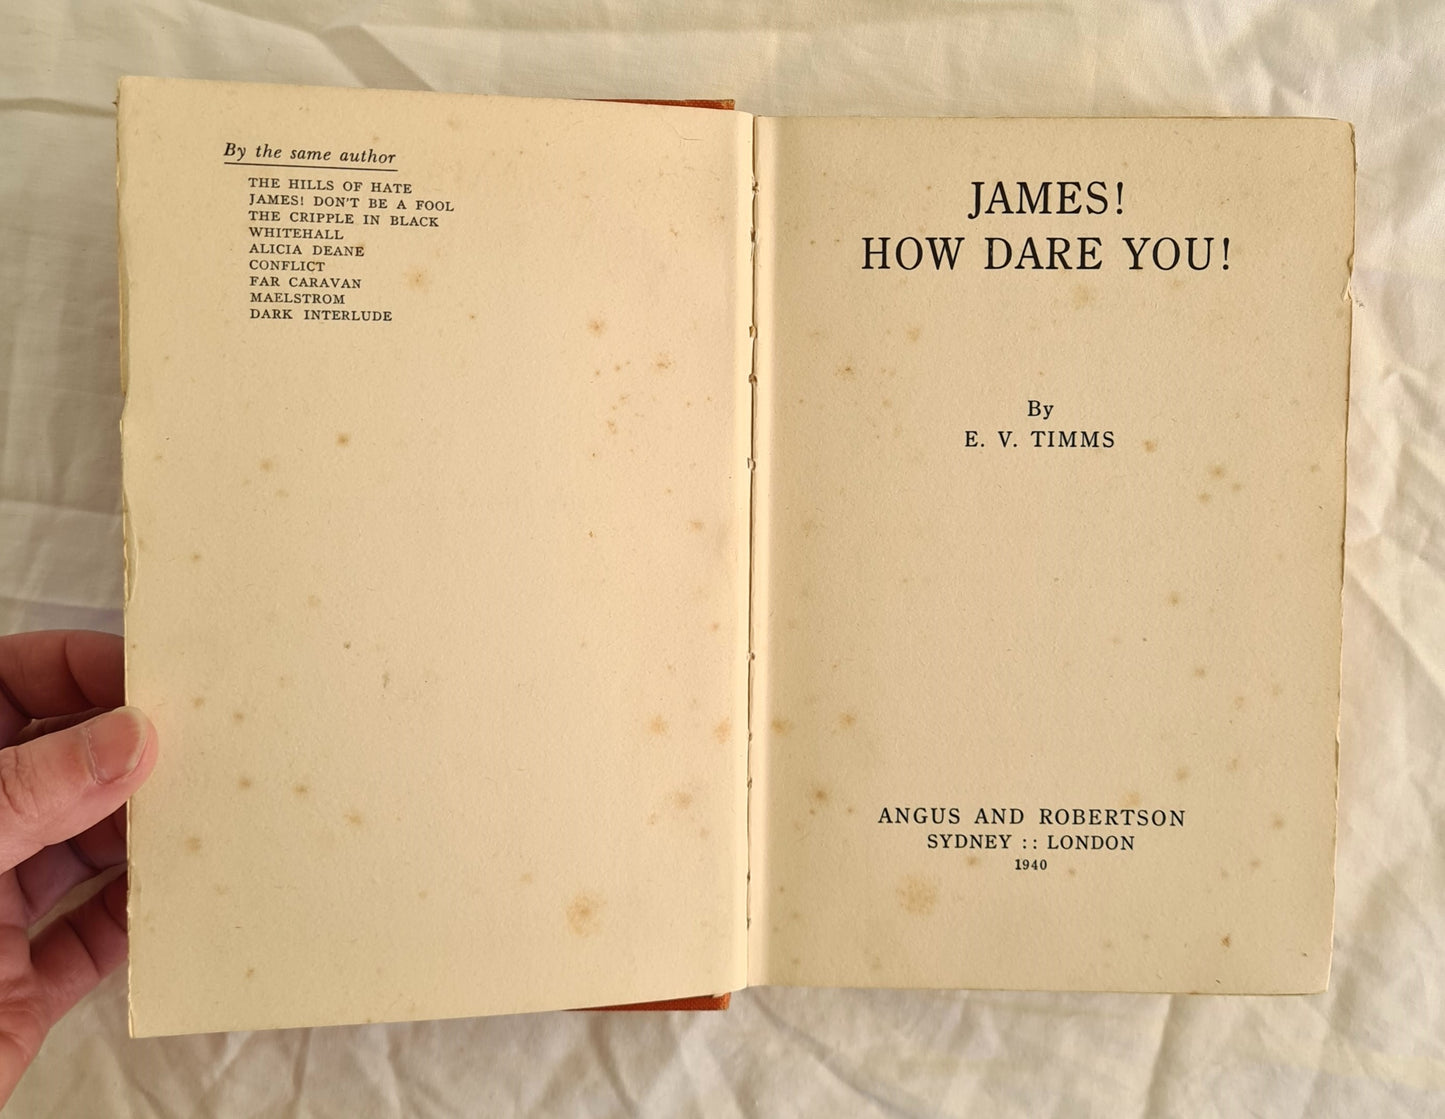 By the same author
THE HILLS OF HATE
JAMES! DON'T BE A FOOL
THE CRIPPLE IN BLACK
WHITEHALL
ALICIA DEANE
CONFLICT
FAR CARAVAN
MAELSTROM
DARK INTERLUDE
JAMES!
HOW DARE YOU!
By
E. V. TIMMS
ANGUS AND ROBERTSON
SYDNEY :: LONDON
1940